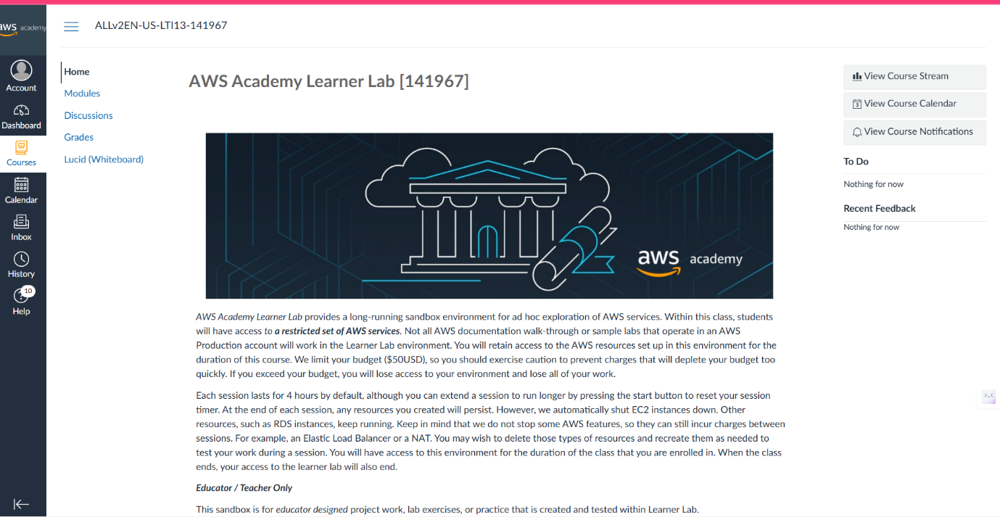 aws academy
ALLv2EN-US-LTI13-141967
Account
Dashboard
Courses
Calendar
Inbox
History
10
Help
Home
Modules
Discussions
Grades
Lucid (Whiteboard)
AWS Academy Learner Lab [141967]
aws academy
AWS Academy Learner Lab provides a long-running sandbox environment for ad hoc exploration of AWS services. Within this class, students
will have access to a restricted set of AWS services. Not all AWS documentation walk-through or sample labs that operate in an AWS
Production account will work in the Learner Lab environment. You will retain access to the AWS resources set up in this environment for the
duration of this course. We limit your budget ($50USD), so you should exercise caution to prevent charges that will deplete your budget too
quickly. If you exceed your budget, you will lose access to your environment and lose all of your work.
Each session lasts for 4 hours by default, although you can extend a session to run longer by pressing the start button to reset your session
timer. At the end of each session, any resources you created will persist. However, we automatically shut EC2 instances down. Other
resources, such as RDS instances, keep running. Keep in mind that we do not stop some AWS features, so they can still incur charges between
sessions. For example, an Elastic Load Balancer or a NAT. You may wish to delete those types of resources and recreate them as needed to
test your work during a session. You will have access to this environment for the duration of the class that you are enrolled in. When the class
ends, your access to the learner lab will also end.
Educator / Teacher Only
This sandbox is for educator designed project work, lab exercises, or practice that is created and tested within Learner Lab.
View Course Stream
View Course Calendar
View Course Notifications
To Do
Nothing for now
Recent Feedback
Nothing for now